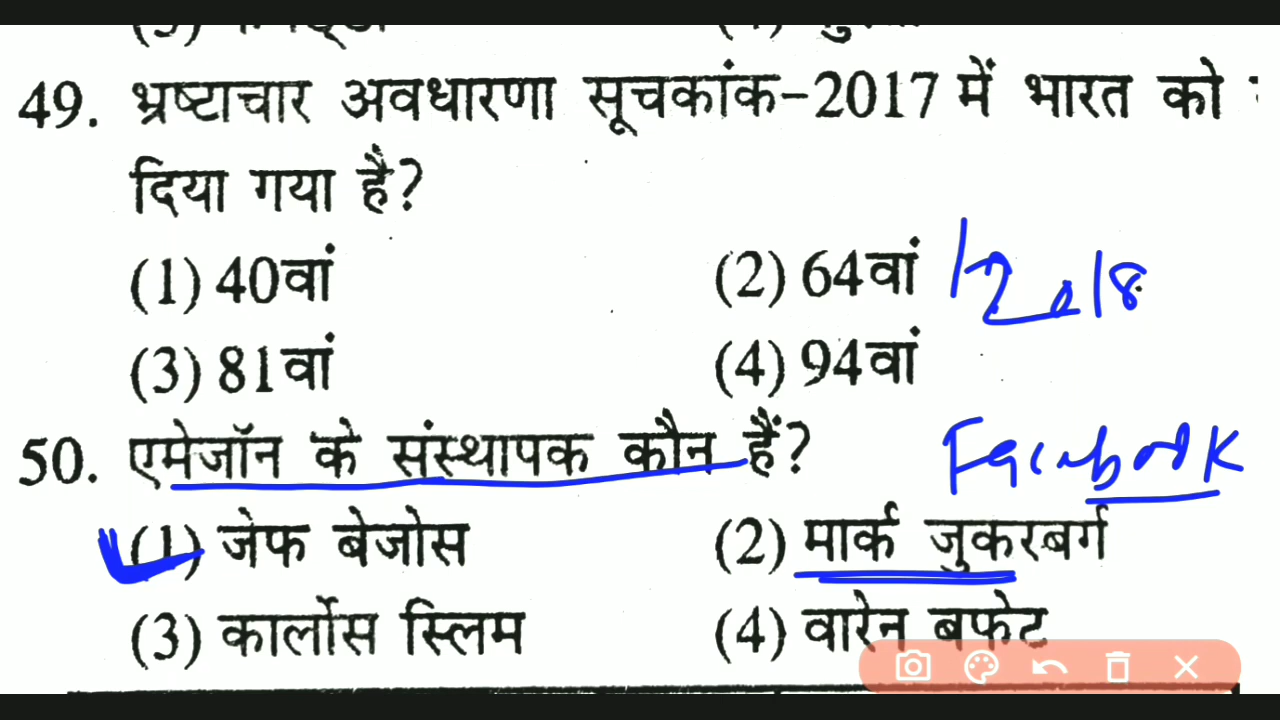 49. भ्रष्टाचार अवधारणा सूचकांक-2017 में भारत को
दिया गया है?
(1) 40वां (2) 64वां 2018
(3) 81वां (4) 94वां
50. एमेजॉन के संस्थापक कौन हैं? Facebook
(1) जेफ बेजोस (2) मार्क जुकरबर्ग
(3) कार्लोस स्लिम (4) वारेन बफेट